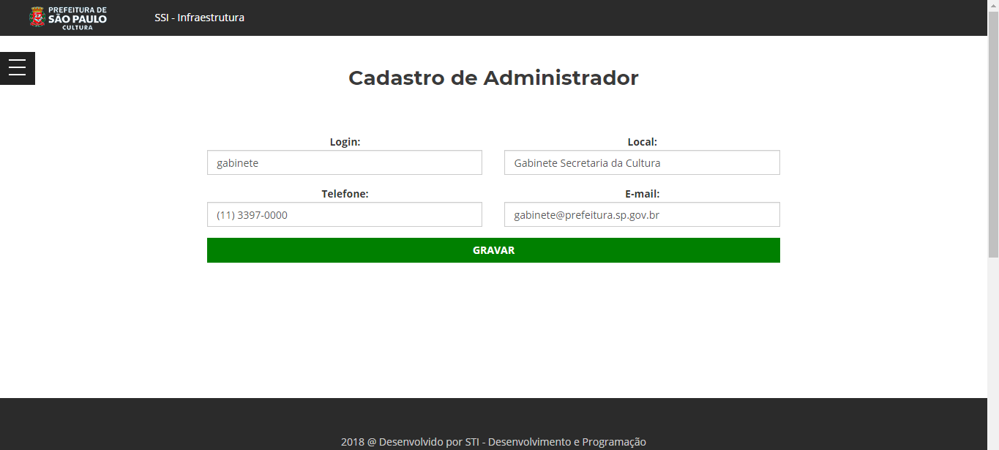 PREFEITURA DE
SÃO PAULO
CULTURA
SSI - Infraestrutura
Cadastro de Administrador
Login:
Local:
gabinete
Gabinete Secretaria da Cultura
Telefone:
E-mail:
(11) 3397-0000
gabinete@prefeitura.sp.gov.br
GRAVAR
2018 @ Desenvolvido por STI - Desenvolvimento e Programação